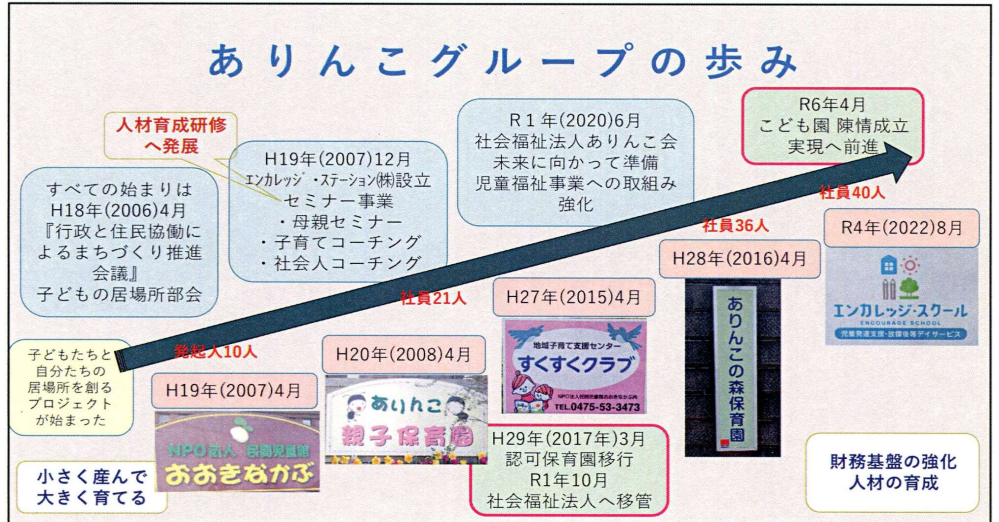 ありんこグループの歩み
人材育成研修
へ発展
すべての始まりは
H18年(2006)4月
『行政と住民協働に
よるまちづくり推進
会議』
子どもの居場所部会
H19年(2007)12月
エンカレッジ・ステーション㈱設立
セミナー事業
・母親セミナー
・子育てコーチング
・社会人コーチング
R１年(2020)6月
社会福祉法人ありんこ会
未来に向かって準備
児童福祉事業への取組み
強化
R6年4月
こども園 陳情成立
実現へ前進
発起人10人
社員21人
社員36人
社員40人
子どもたちと
自分たちの
居場所を創る
プロジェクト
が始まった
H19年(2007)4月
NPO法人 民間児童館
おおきなかぶ
H20年(2008)4月
ありんこ
親子保育園
H27年(2015)4月
地域子育て支援センター
すくすくクラブ
NPO法人民間児童館おおきなかぶ内
TEL.0475-53-3473
H29年(2017年)3月
認可保育園移行
R1年10月
社会福祉法人へ移管
H28年(2016)4月
ありんこの森保育園
R4年(2022)8月
エンカレッジ・スクール
ENCOURAGE SCHOOL
児童発達支援・放課後等デイサービス
小さく産んで
大きく育てる
財務基盤の強化
人材の育成